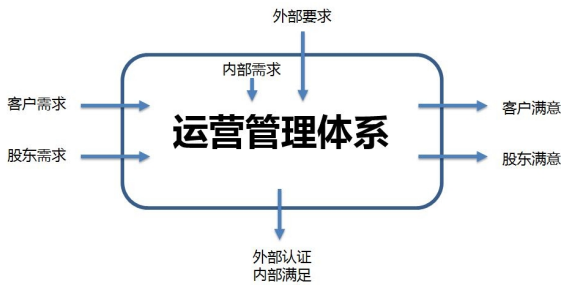 外部要求
内部需求
客户需求
客户满意
运营管理体系
股东需求
股东满意
外部认证
内部满足